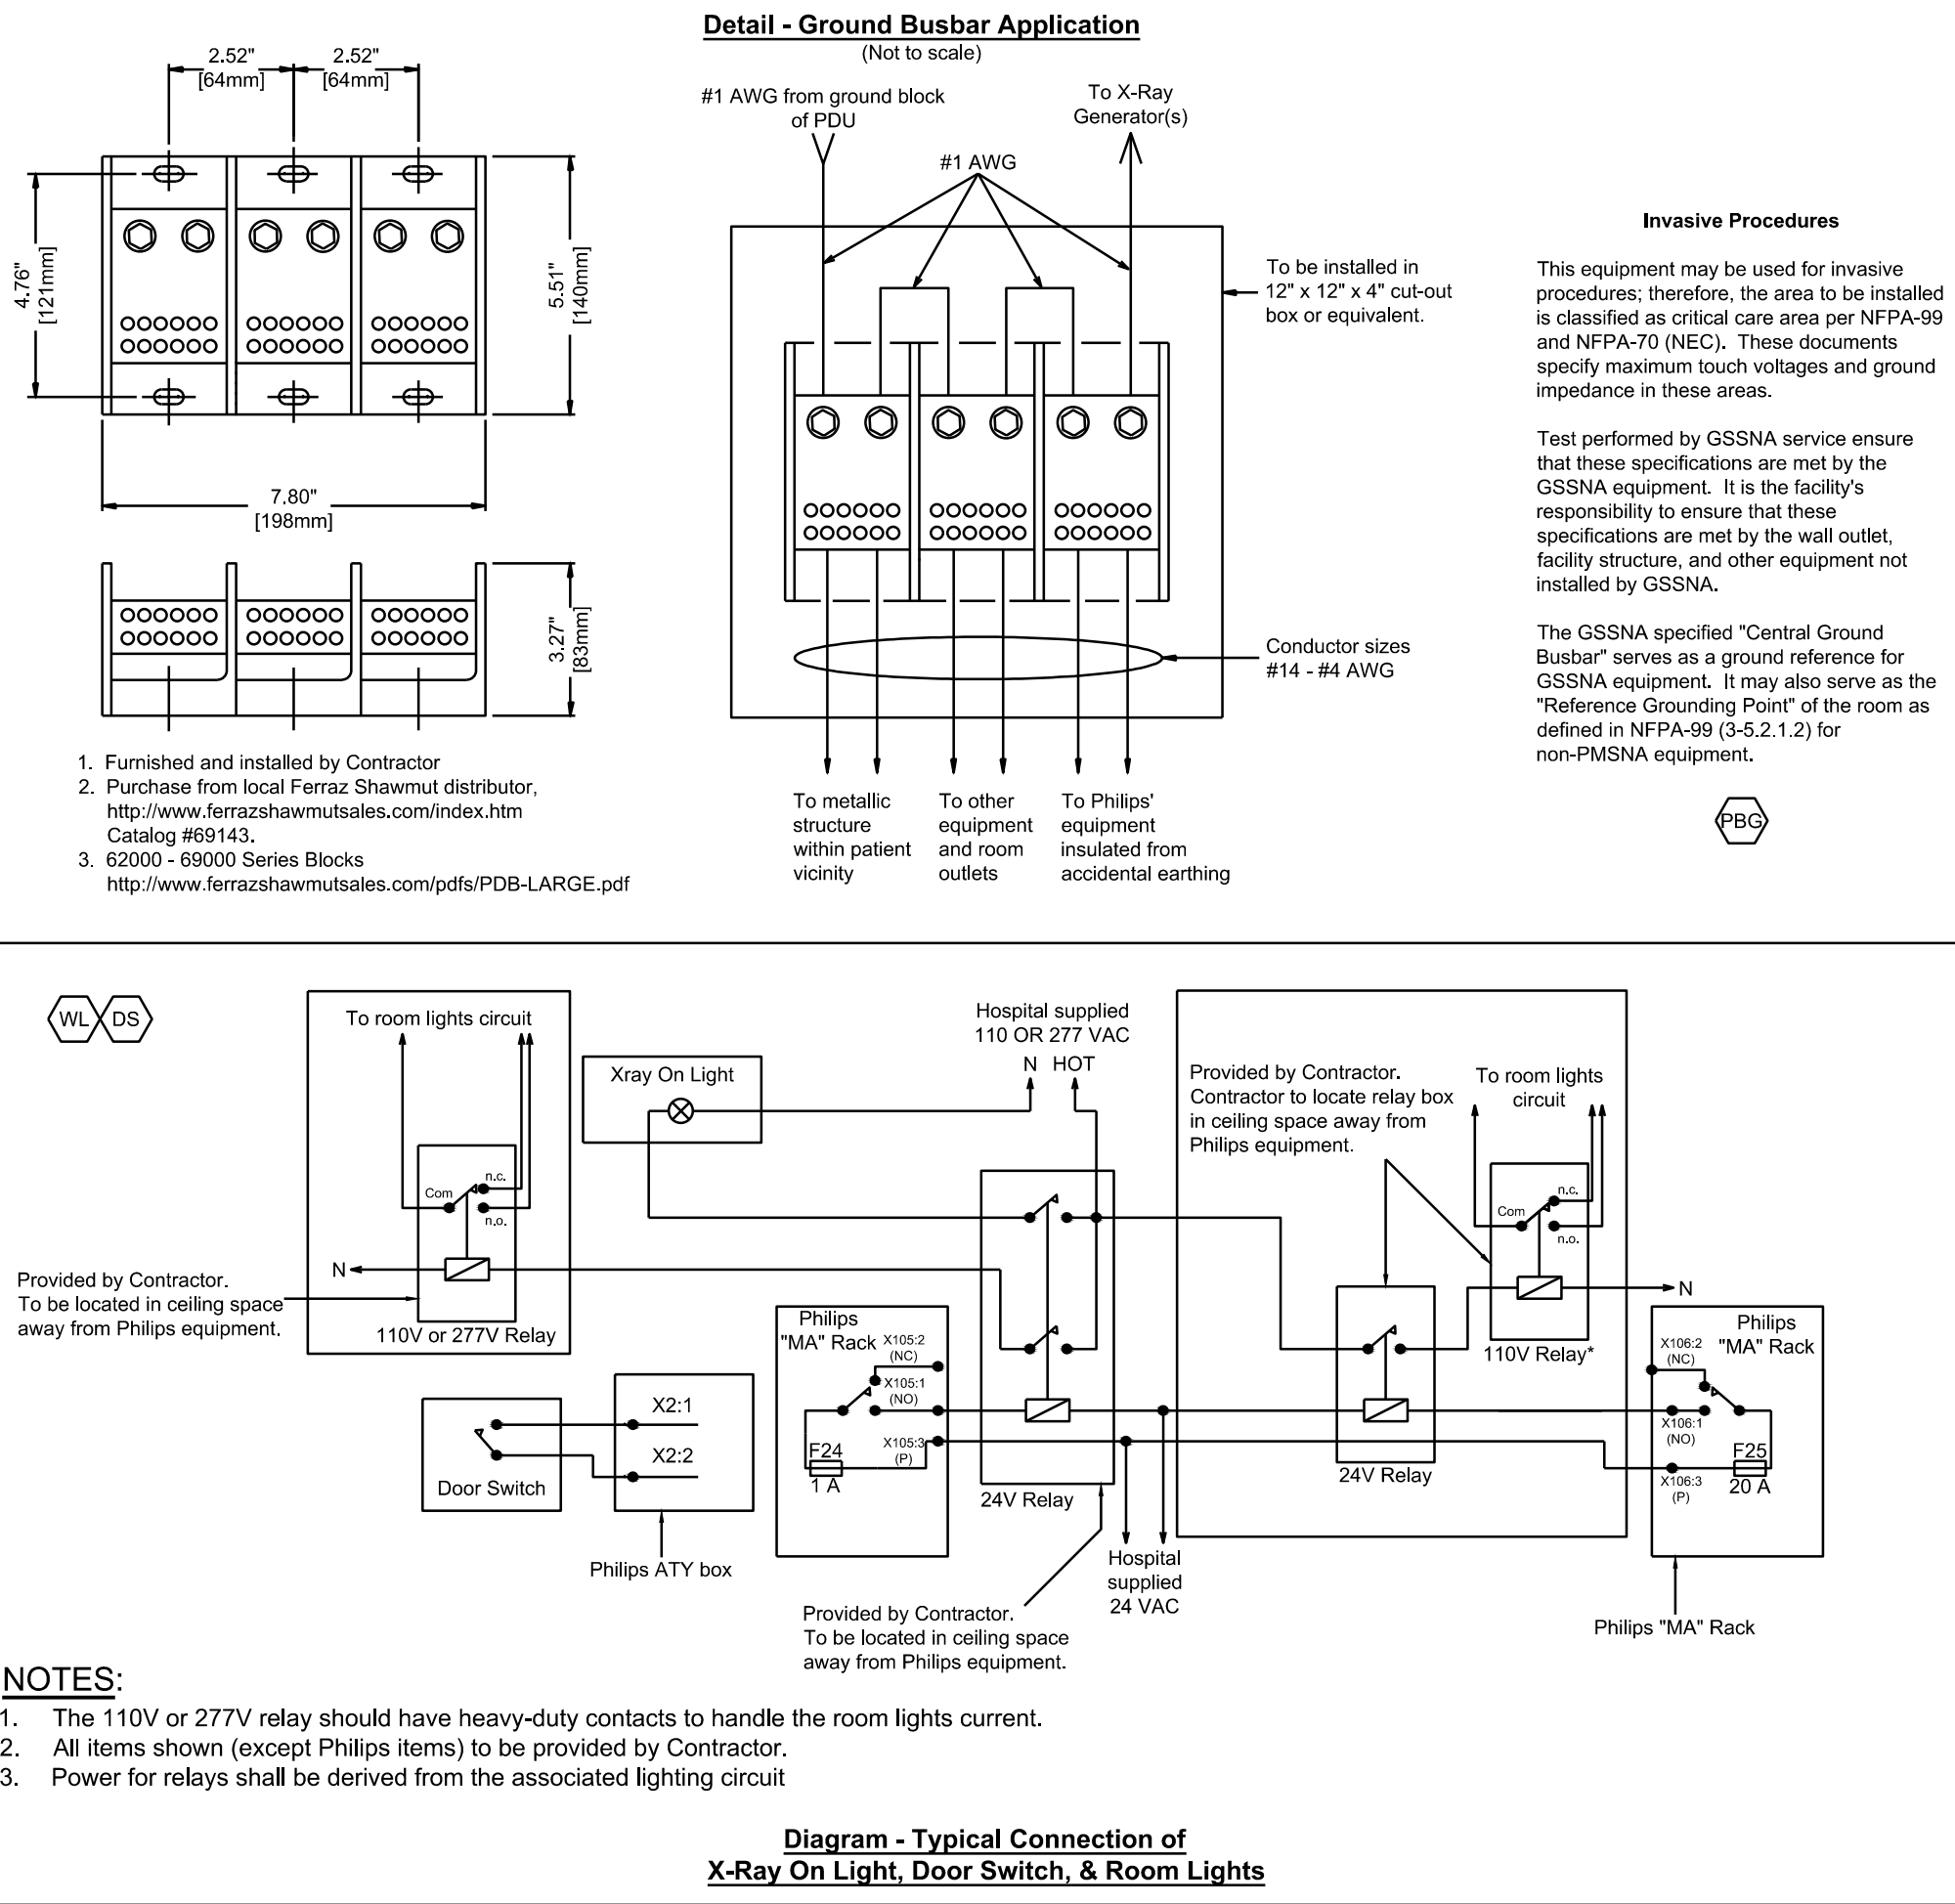 Detail - Ground Busbar Application
(Not to scale)
2.52"
[64mm]
2.52"
[64mm]
4.76"
[121mm]
5.51"
[140mm]
7.80"
[198mm]
3.27"
[83mm]
1. Furnished and installed by Contractor
2. Purchase from local Ferraz Shawmut distributor,
http://www.ferrazshawmutsales.com/index.htm
Catalog #69143.
3. 62000 - 69000 Series Blocks
http://www.ferrazshawmutsales.com/pdfs/PDB-LARGE.pdf
#1 AWG from ground block
of PDU
To X-Ray
Generator(s)
#1 AWG
To be installed in
12" x 12" x 4" cut-out
box or equivalent.
Conductor sizes
#14 - #4 AWG
To metallic
structure
within patient
vicinity
To other
equipment
and room
outlets
To Philips'
equipment
insulated from
accidental earthing
Invasive Procedures
This equipment may be used for invasive
procedures; therefore, the area to be installed
is classified as critical care area per NFPA-99
and NFPA-70 (NEC). These documents
specify maximum touch voltages and ground
impedance in these areas.
Test performed by GSSNA service ensure
that these specifications are met by the
GSSNA equipment. It is the facility's
responsibility to ensure that these
specifications are met by the wall outlet,
facility structure, and other equipment not
installed by GSSNA.
The GSSNA specified "Central Ground
Busbar" serves as a ground reference for
GSSNA equipment. It may also serve as the
"Reference Grounding Point" of the room as
defined in NFPA-99 (3-5.2.1.2) for
non-PMSNA equipment.
PBG
WL
DS
To room lights circuit
Com
n.c.
n.o.
N
110V or 277V Relay
Provided by Contractor.
To be located in ceiling space
away from Philips equipment.
Xray On Light
Hospital supplied
110 OR 277 VAC
N HOT
Door Switch
X2:1
X2:2
Philips ATY box
Philips
"MA" Rack
X105:2
(NC)
X105:1
(NO)
X105:3
(P)
F24
1 A
24V Relay
Provided by Contractor.
To be located in ceiling space
away from Philips equipment.
Hospital
supplied
24 VAC
Provided by Contractor.
Contractor to locate relay box
in ceiling space away from
Philips equipment.
To room lights
circuit
Com
n.c.
n.o.
N
110V Relay*
24V Relay
Philips
"MA" Rack
X106:2
(NC)
X106:1
(NO)
X106:3
(P)
F25
20 A
Philips "MA" Rack
NOTES:
1. The 110V or 277V relay should have heavy-duty contacts to handle the room lights current.
2. All items shown (except Philips items) to be provided by Contractor.
3. Power for relays shall be derived from the associated lighting circuit
Diagram - Typical Connection of
X-Ray On Light, Door Switch, & Room Lights